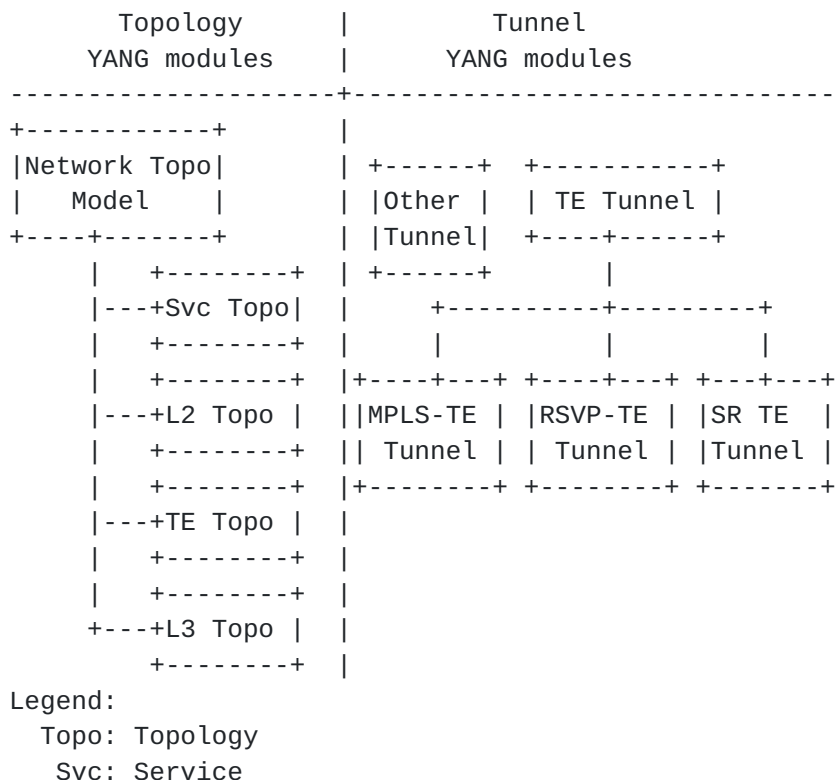 Topology        |         Tunnel
     YANG modules      |      YANG modules
---------------------+-------------------------------
+------------+       |
|Network Topo|       | +------+  +-----------+
|   Model    |       | |Other |  | TE Tunnel |
+----+-------+       | |Tunnel|  +----+------+
     |   +--------+  | +------+       |
     |---+Svc Topo|  |     +----------+---------+
     |   +--------+  |     |          |         |
     |   +--------+  |+----+---+ +----+---+ +---+---+
     |---+L2 Topo |  ||MPLS-TE | |RSVP-TE | |SR TE  |
     |   +--------+  || Tunnel | | Tunnel | |Tunnel |
     |   +--------+  |+--------+ +--------+ +-------+
     |---+TE Topo |  |
     |   +--------+  |
     |   +--------+  |
     +---+L3 Topo |  |
         +--------+  |
Legend:
  Topo: Topology
   Svc: Service